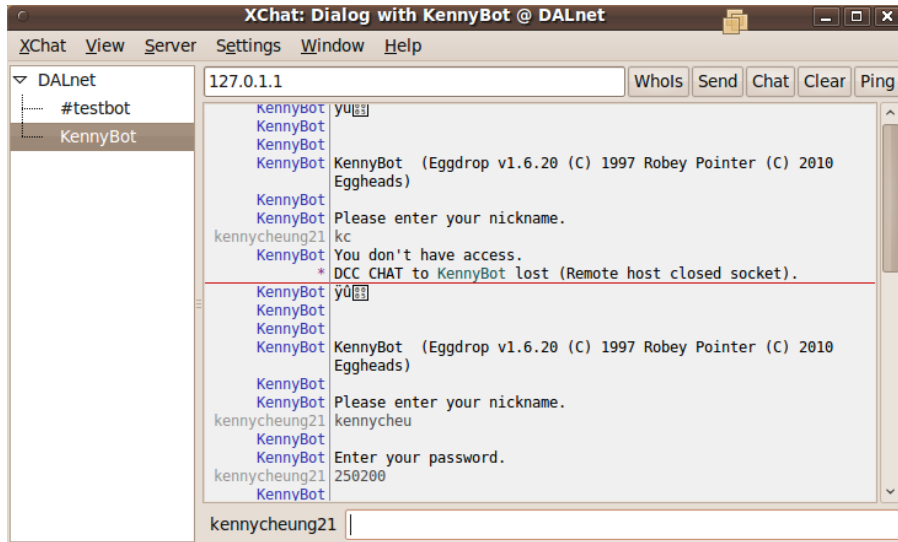 XChat: Dialog with KennyBot @ DALnet
XChat View Server Settings Window Help
DALnet
#testbot
KennyBot
127.0.1.1
WhoIs Send Chat Clear Ping
KennyBot ÿû
KennyBot
KennyBot
KennyBot KennyBot (Eggdrop v1.6.20 (C) 1997 Robey Pointer (C) 2010
Eggheads)
KennyBot
KennyBot Please enter your nickname.
kennycheung21 kc
KennyBot You don't have access.
* DCC CHAT to KennyBot lost (Remote host closed socket).
KennyBot ÿû
KennyBot
KennyBot
KennyBot KennyBot (Eggdrop v1.6.20 (C) 1997 Robey Pointer (C) 2010
Eggheads)
KennyBot
KennyBot Please enter your nickname.
kennycheung21 kennycheu
KennyBot
KennyBot Enter your password.
kennycheung21 250200
KennyBot
kennycheung21